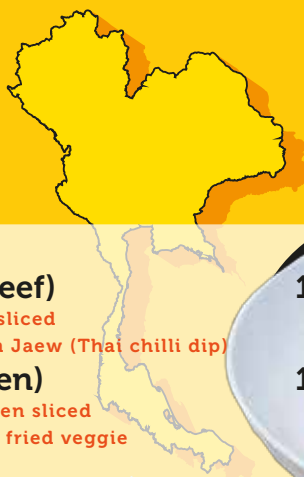 eef)
sliced
Jaew (Thai chilli dip)
en)
en sliced
fried veggie